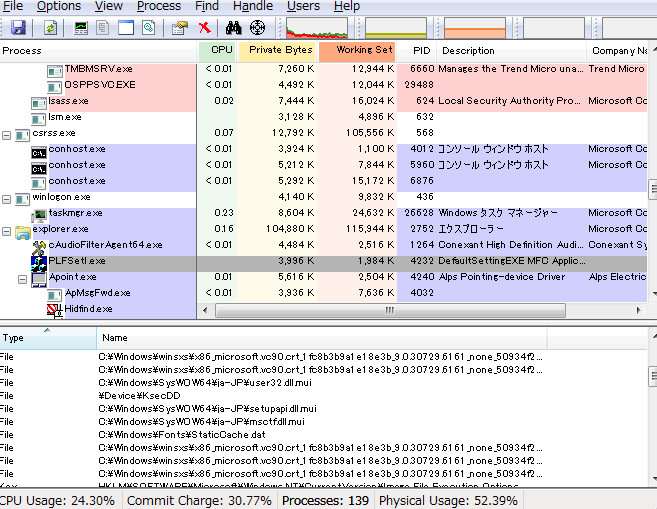 File Options View Process Find Handle Users Help
Process CPU Private Bytes Working Set PID Description Company Na
TMBMSRV.exe < 0.01 7,260 K 12,944 K 6660 Manages the Trend Micro una... Trend Micro
OSPPSVC.EXE < 0.01 4,492 K 12,044 K 29488
lsass.exe 0.02 7,444 K 16,024 K 624 Local Security Authority Pro... Microsoft Co
lsm.exe 3,128 K 4,896 K 632
csrss.exe 0.07 12,792 K 105,556 K 568
conhost.exe < 0.01 3,924 K 1,100 K 4012 コンソール ウィンドウ ホスト Microsoft Co
conhost.exe < 0.01 5,212 K 7,844 K 5960 コンソール ウィンドウ ホスト Microsoft Co
conhost.exe < 0.01 5,292 K 15,172 K 6876
winlogon.exe 4,140 K 9,832 K 436
taskmgr.exe 0.23 8,604 K 24,632 K 26628 Windows タスク マネージャー Microsoft Co
explorer.exe 0.16 104,880 K 115,944 K 2752 エクスプローラー Microsoft Co
cAudioFilterAgent64.exe < 0.01 4,484 K 2,516 K 1264 Conexant High Definition Audi... Conexant Sy
PLFSetI.exe 3,996 K 1,984 K 4232 DefaultSettingEXE MFC Applic...
Apoint.exe 0.01 5,616 K 2,504 K 4240 Alps Pointing-device Driver Alps Electric
ApMsgFwd.exe < 0.01 3,936 K 7,636 K 4032
Hidfind.exe
Type Name
File C:¥Windows¥winsxs¥x86_microsoft.vc90.crt_1fc8b3b9a1e18e3b_9.0.30729.6161_none_50934f2...
File C:¥Windows¥winsxs¥x86_microsoft.vc90.crt_1fc8b3b9a1e18e3b_9.0.30729.6161_none_50934f2...
File C:¥Windows¥SysWOW64¥ja-JP¥user32.dll.mui
File ¥Device¥KsecDD
File C:¥Windows¥SysWOW64¥ja-JP¥setupapi.dll.mui
File C:¥Windows¥SysWOW64¥ja-JP¥msctf.dll.mui
File C:¥Windows¥Fonts¥StaticCache.dat
File C:¥Windows¥winsxs¥x86_microsoft.vc90.crt_1fc8b3b9a1e18e3b_9.0.30729.6161_none_50934f2...
File C:¥Windows¥winsxs¥x86_microsoft.vc90.crt_1fc8b3b9a1e18e3b_9.0.30729.6161_none_50934f2...
File C:¥Windows¥winsxs¥x86_microsoft.vc90.crt_1fc8b3b9a1e18e3b_9.0.30729.6161_none_50934f2...
Key HKLM¥SOFTWARE¥Microsoft¥Windows NT¥CurrentVersion¥Image File Execution Options
CPU Usage: 24.30% Commit Charge: 30.77% Processes: 139 Physical Usage: 52.39%